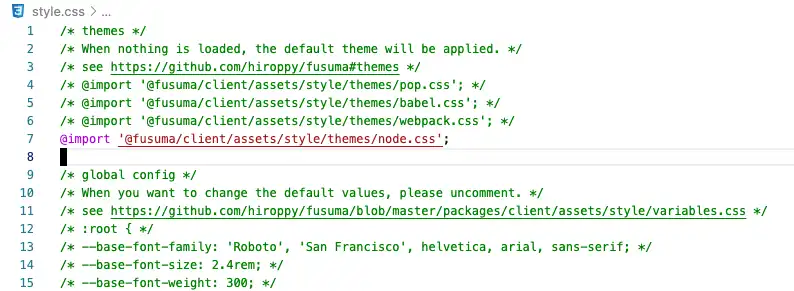 style.css > ...
1 /* themes */
2 /* When nothing is loaded, the default theme will be applied. */
3 /* see https://github.com/hiroppy/fusuma#themes */
4 /* @import '@fusuma/client/assets/style/themes/pop.css'; */
5 /* @import '@fusuma/client/assets/style/themes/babel.css'; */
6 /* @import '@fusuma/client/assets/style/themes/webpack.css'; */
7 @import '@fusuma/client/assets/style/themes/node.css';
8
9 /* global config */
10 /* When you want to change the default values, please uncomment. */
11 /* see https://github.com/hiroppy/fusuma/blob/master/packages/client/assets/style/variables.css */
12 /* :root { */
13 /* --base-font-family: 'Roboto', 'San Francisco', helvetica, arial, sans-serif; */
14 /* --base-font-size: 2.4rem; */
15 /* --base-font-weight: 300; */